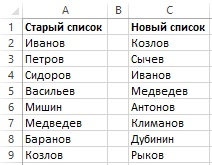 A B C
1 Старый список Новый список
2 Иванов Козлов
3 Петров Сычев
4 Сидоров Иванов
5 Васильев Медведев
6 Мишин Антонов
7 Медведев Климанов
8 Баранов Дубинин
9 Козлов Рыков